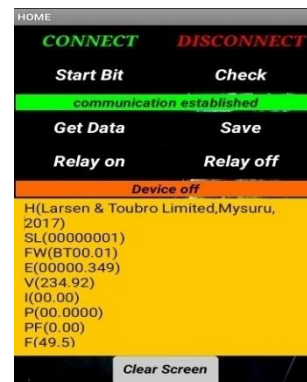 HOME
CONNECT DISCONNECT
Start Bit Check
communication established
Get Data Save
Relay on Relay off
Device off
H(Larsen & Toubro Limited,Mysuru,
2017)
SL(00000001)
FW(BT00.01)
E(00000.349)
V(234.92)
I(00.00)
P(00.0000)
PF(0.00)
F(49.5)
Clear Screen